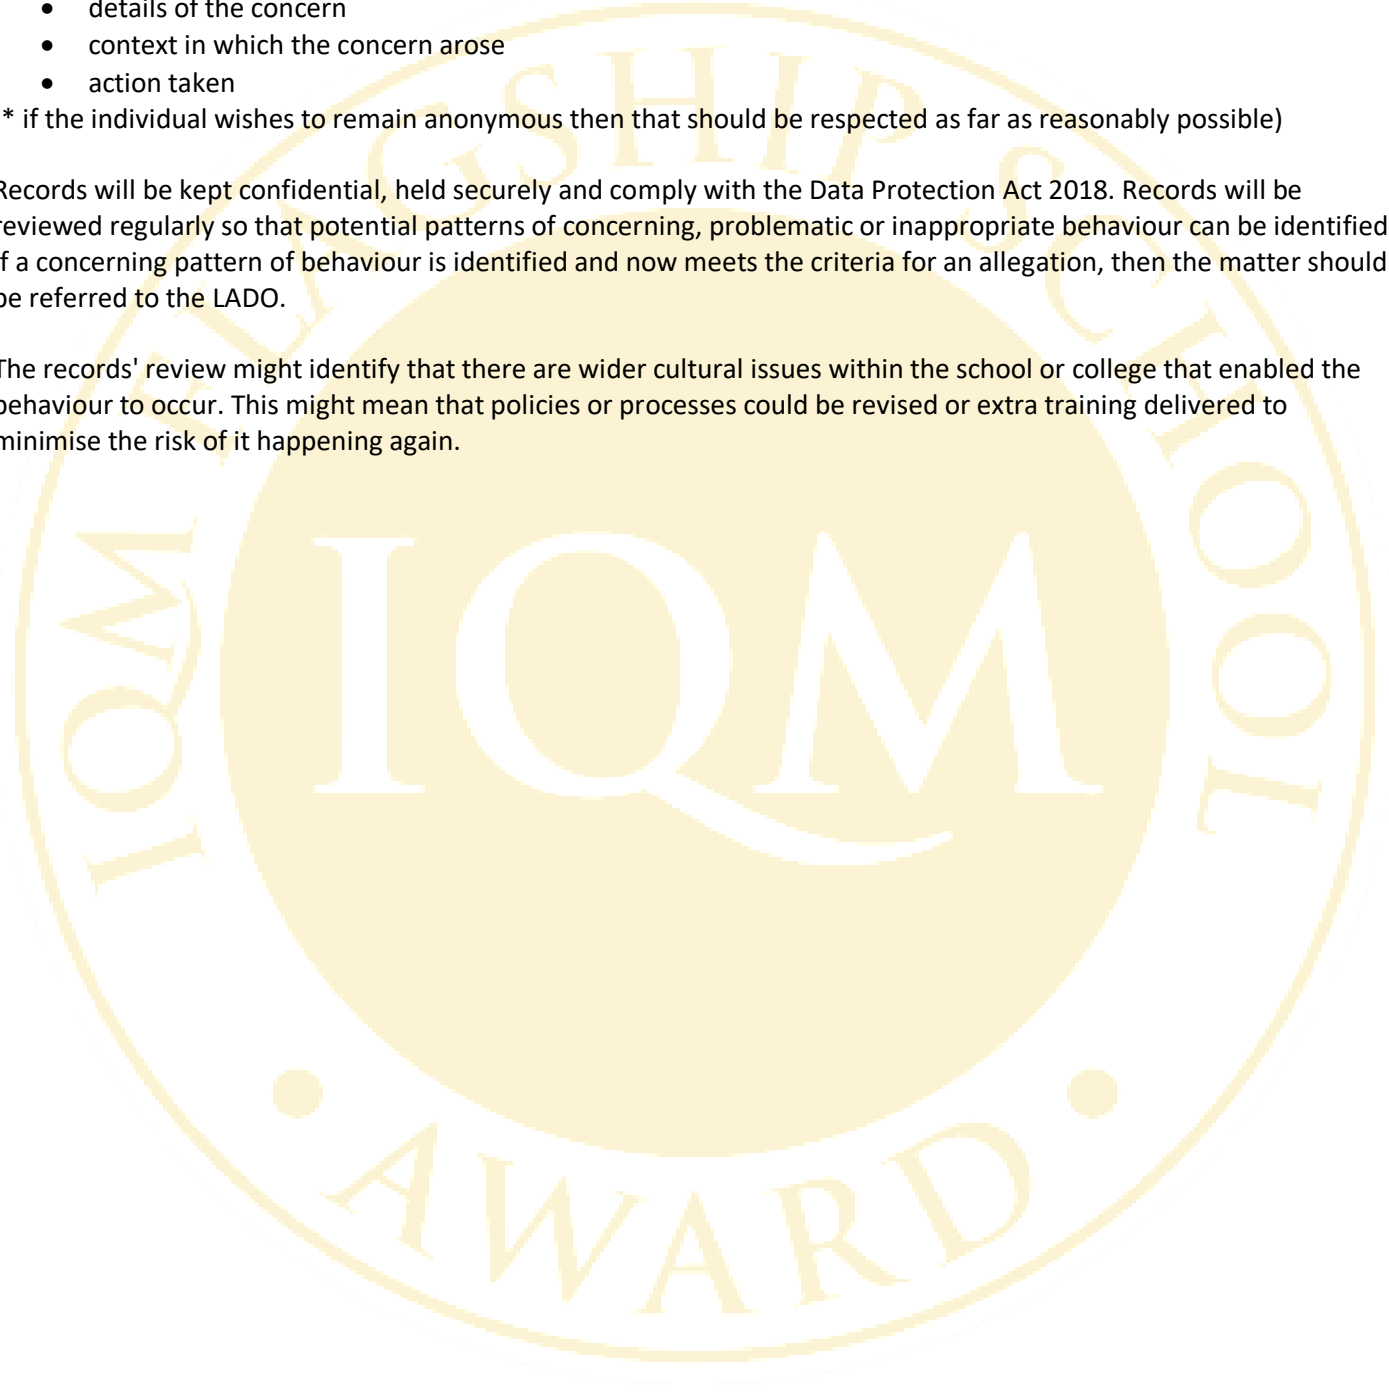 • details of the concern
• context in which the concern arose
• action taken
* if the individual wishes to remain anonymous then that should be respected as far as reasonably possible)
Records will be kept confidential, held securely and comply with the Data Protection Act 2018. Records will be
reviewed regularly so that potential patterns of concerning, problematic or inappropriate behaviour can be identified
If a concerning pattern of behaviour is identified and now meets the criteria for an allegation, then the matter should
be referred to the LADO.
The records' review might identify that there are wider cultural issues within the school or college that enabled the
behaviour to occur. This might mean that policies or processes could be revised or extra training delivered to
minimise the risk of it happening again.
IQM FLAGSHIP SCHOOL
IQM
• AWARD •